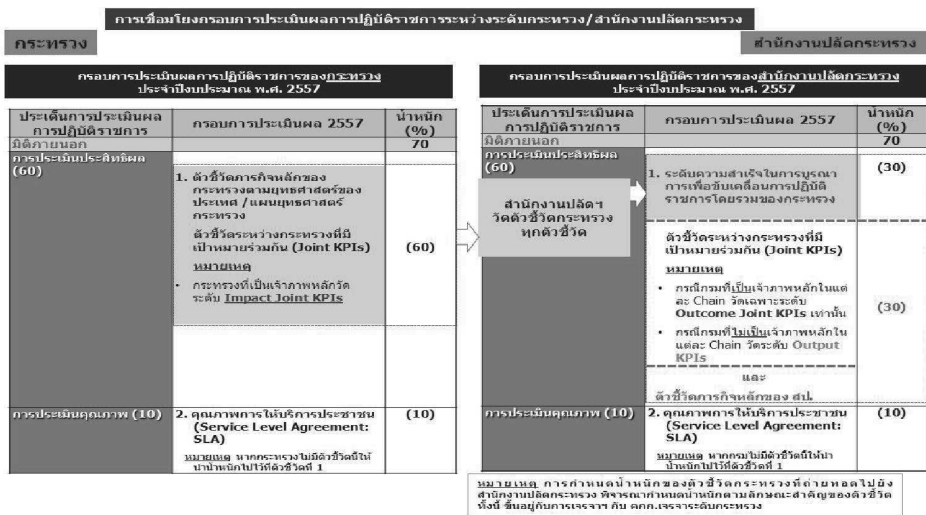 การเชื่อมโยงกรอบการประเมินผลการปฏิบัติราชการระหว่างระดับกระทรวง/สำนักงานปลัดกระทรวง
กระทรวง
สำนักงานปลัดกระทรวง
กรอบการประเมินผลการปฏิบัติราชการของกระทรวง
ประจำปีงบประมาณ พ.ศ. 2557
ประเด็นการประเมินผล
การปฏิบัติราชการ
กรอบการประเมินผล 2557
น้ำหนัก
(%)
มิติภายนอก
70
การประเมินประสิทธิผล
(60)
1. ตัวชี้วัดภารกิจหลักของ
กระทรวงตามยุทธศาสตร์ของ
ประเทศ /แผนยุทธศาสตร์
กระทรวง
ตัวชี้วัดระหว่างกระทรวงที่มี
เป้าหมายร่วมกัน (Joint KPIs)
หมายเหตุ
• กระทรวงที่เป็นเจ้าภาพหลักวัด
ระดับ Impact Joint KPIs
(60)
การประเมินคุณภาพ (10)
2. คุณภาพการให้บริการประชาชน
(Service Level Agreement:
SLA)
หมายเหตุ หากกระทรวงไม่มีตัวชี้วัดนี้ให้
นำน้ำหนักไปไว้ที่ตัวชี้วัดที่ 1
(10)
สำนักงานปลัดฯ
วัดตัวชี้วัดกระทรวง
ทุกตัวชี้วัด
กรอบการประเมินผลการปฏิบัติราชการของสำนักงานปลัดกระทรวง
ประจำปีงบประมาณ พ.ศ. 2557
ประเด็นการประเมินผล
การปฏิบัติราชการ
กรอบการประเมินผล 2557
น้ำหนัก
(%)
มิติภายนอก
70
การประเมินประสิทธิผล
(60)
1. ระดับความสำเร็จในการบูรณา
การเพื่อขับเคลื่อนการปฏิบัติ
ราชการโดยรวมของกระทรวง
(30)
ตัวชี้วัดระหว่างกระทรวงที่มี
เป้าหมายร่วมกัน (Joint KPIs)
หมายเหตุ
• กรณีกรมที่เป็นเจ้าภาพหลักในแต่
ละ Chain วัดเฉพาะระดับ
Outcome Joint KPIs เท่านั้น
• กรณีกรมที่ไม่เป็นเจ้าภาพหลักใน
แต่ละ Chain วัดระดับ Output
KPIs
(30)
และ
ตัวชี้วัดภารกิจหลักของ สป.
การประเมินคุณภาพ (10)
2. คุณภาพการให้บริการประชาชน
(Service Level Agreement:
SLA)
หมายเหตุ หากกรมไม่มีตัวชี้วัดนี้ให้นำ
น้ำหนักไปไว้ที่ตัวชี้วัดที่ 1
(10)
หมายเหตุ การกำหนดน้ำหนักของตัวชี้วัดกระทรวงที่ถ่ายทอดไปยัง
สำนักงานปลัดกระทรวง พิจารณากำหนดน้ำหนักตามลักษณะสำคัญของตัวชี้วัด
ทั้งนี้ ขึ้นอยู่กับการเจรจาฯ กับ คกก.เจรจาระดับกระทรวง